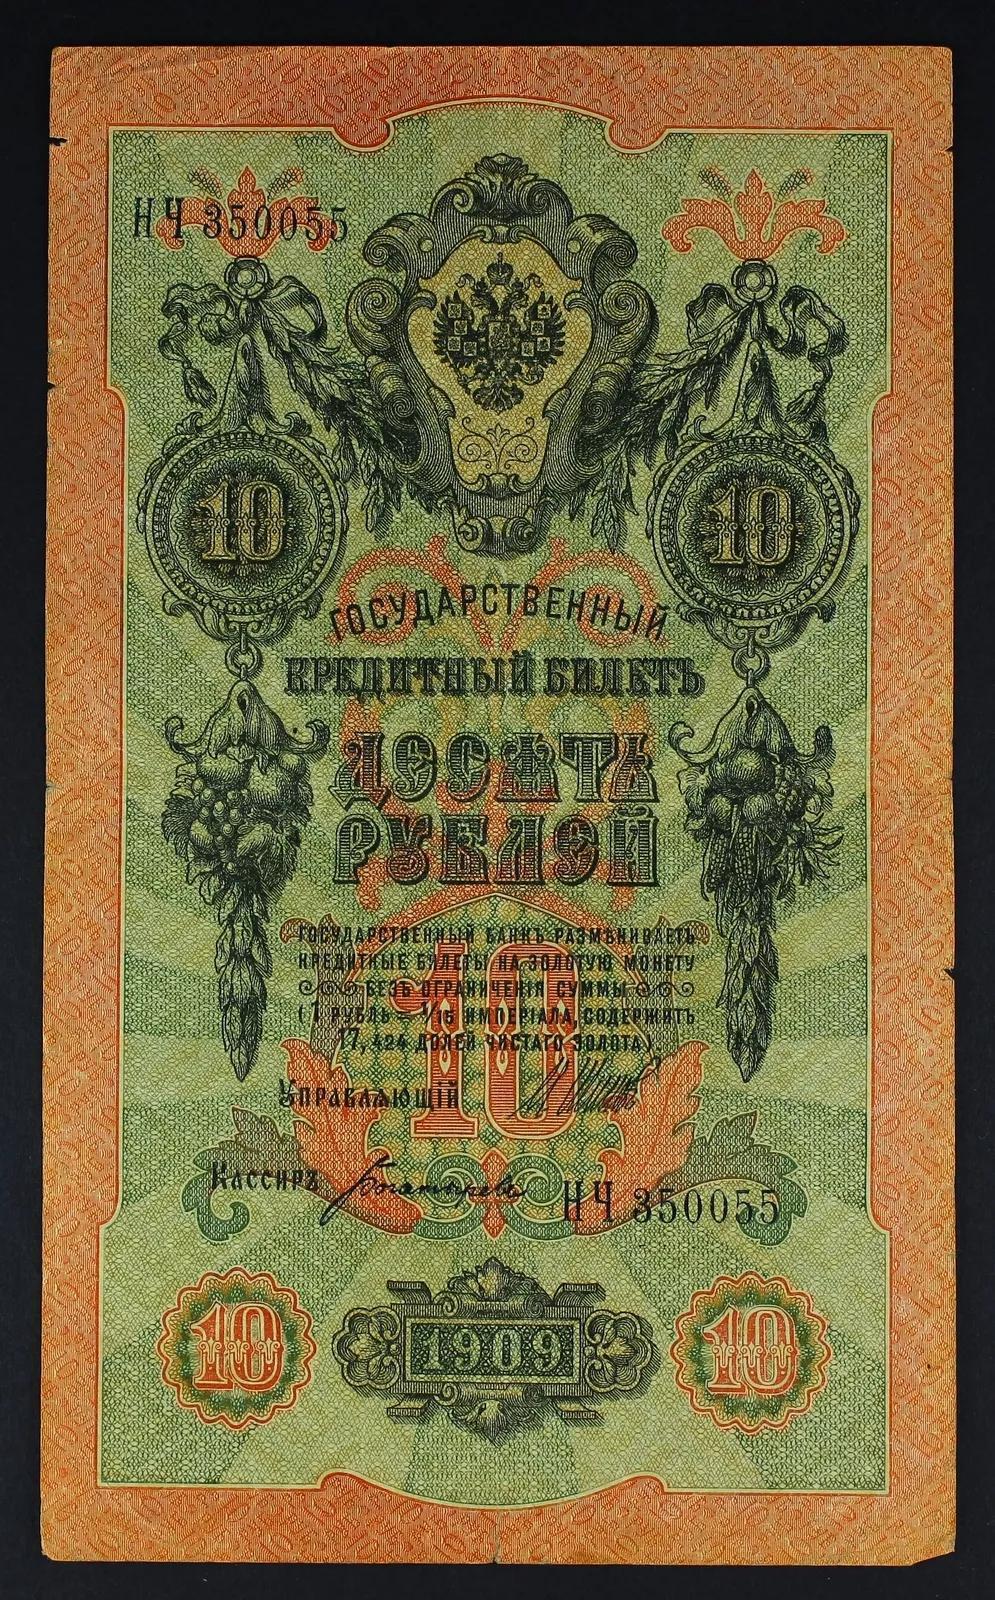 НЧ 350055
10
10
ГОСУДАРСТВЕННЫЙ
КРЕДИТНЫЙ БИЛЕТЪ
ДЕСЯТЬ
РУБЛЕЙ
10
ГОСУДАРСТВЕННЫЙ БАНКЪ РАЗМѢНИВАЕТЪ
КРЕДИТНЫЕ БИЛЕТЫ НА ЗОЛОТУЮ МОНЕТУ
БЕЗЪ ОГРАНИЧЕНІЯ СУММЫ
(1 РУБЛЬ = 1/15 ИМПЕРІАЛА, СОДЕРЖИТЪ
17,424 ДОЛЕЙ ЧИСТАГО ЗОЛОТА)
УПРАВЛЯЮЩІЙ
КАССИРЪ Богатыревъ
НЧ 350055
10
1909
10